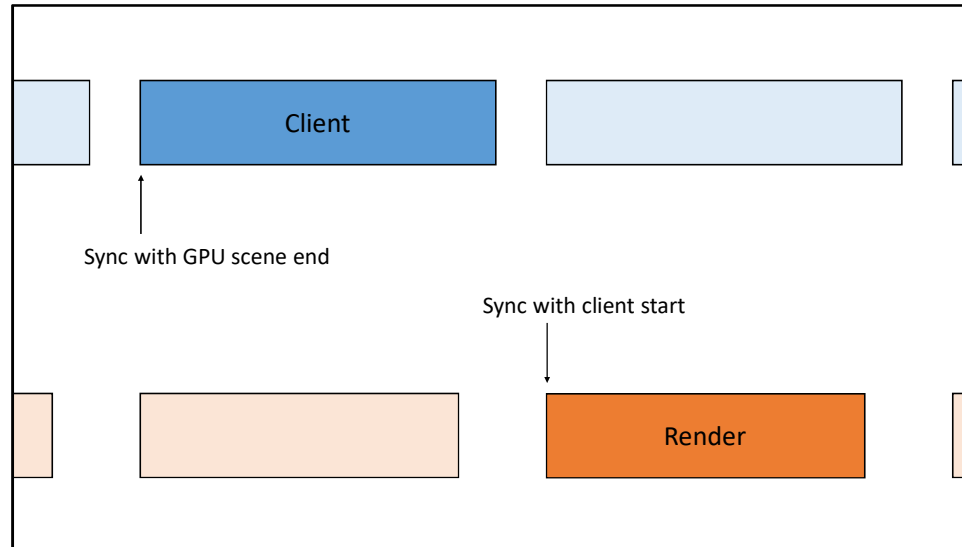 Client
Sync with GPU scene end
Sync with client start
Render